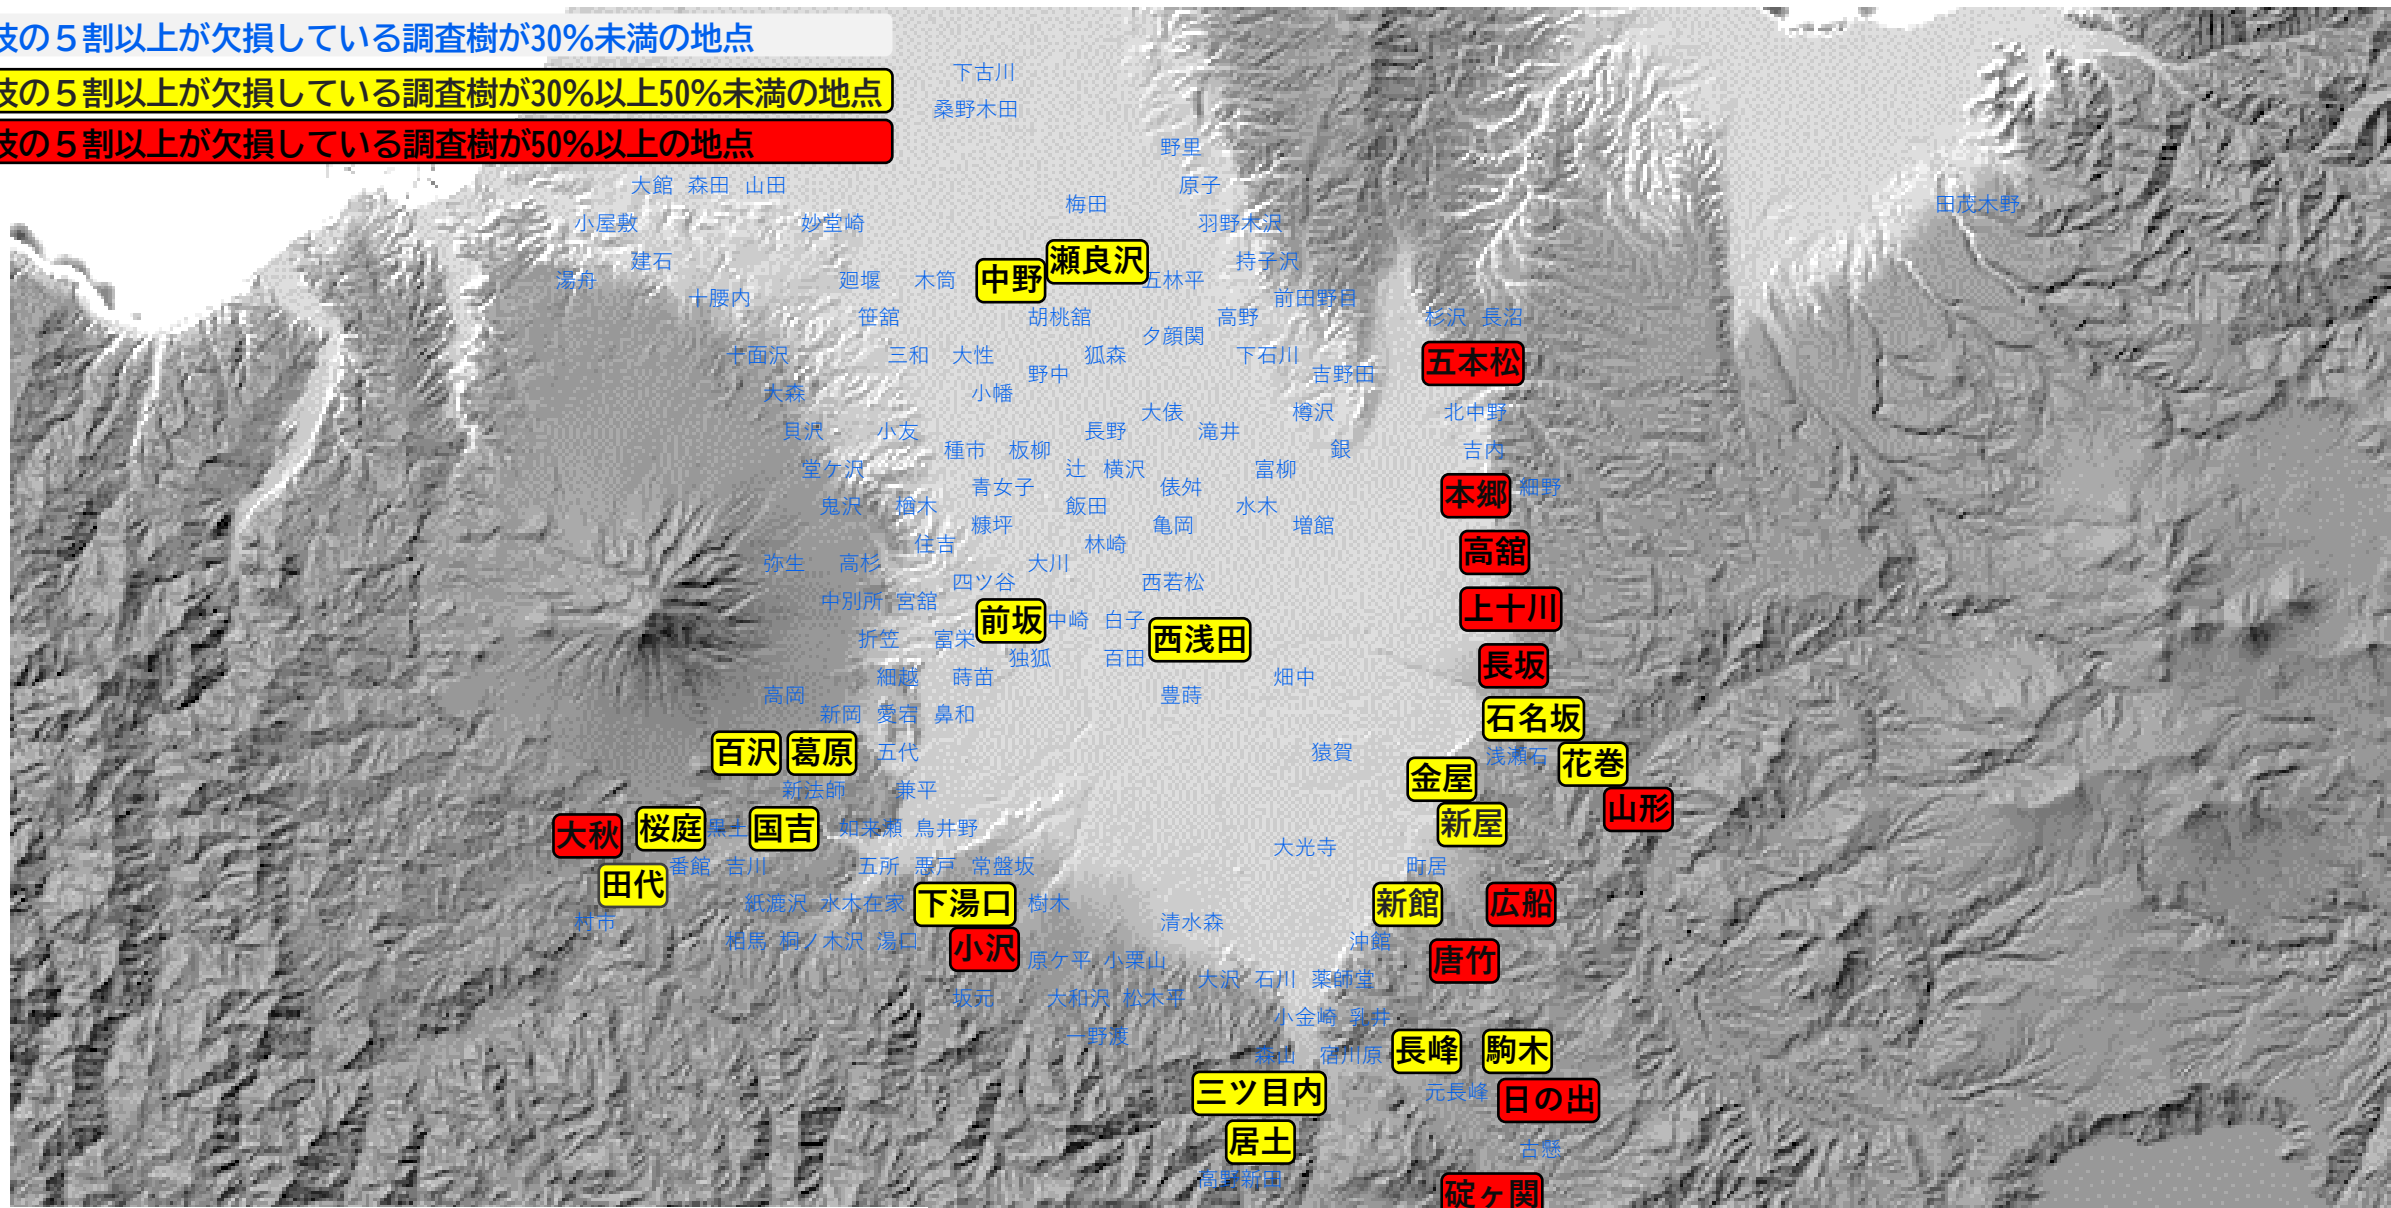 枝の５割以上が欠損している調査樹が30%未満の地点
枝の５割以上が欠損している調査樹が30%以上50%未満の地点
枝の５割以上が欠損している調査樹が50%以上の地点
下古川
桑野木田
野里
大館 森田 山田
原子
梅田
田茂木野
小屋敷
妙堂崎
羽野木沢
建石
瀬良沢
持子沢
湯舟
廻堰
木筒
中野
五林平
十腰内
前田野目
笹舘
胡桃舘
高野
杉沢 長沼
夕顔関
十面沢
三和
大性
狐森
下石川
五本松
野中
吉野田
大森
小幡
大俵
樽沢
北中野
貝沢
小友
長野
滝井
種市
板柳
銀
吉内
堂ケ沢
辻 横沢
富柳
青女子
俵舛
本郷
細野
鬼沢
楢木
飯田
水木
糠坪
亀岡
増館
住吉
林崎
高舘
弥生
高杉
大川
四ツ谷
西若松
中別所 宮舘
上十川
前坂
中崎 白子
折笠
富栄
西浅田
独狐
百田
長坂
細越
蒔苗
畑中
高岡
豊蒔
新岡 愛宕 鼻和
石名坂
百沢
葛原
五代
猿賀
浅瀬石
花巻
金屋
新法師
兼平
山形
大秋
桜庭
黒土
国吉
如来瀬 鳥井野
新屋
大光寺
番館 吉川
五所 悪戸 常盤坂
町居
田代
紙漉沢 水木在家
下湯口
樹木
新館
広船
村市
清水森
相馬 桐ノ木沢 湯口
小沢
沖館
原ケ平 小栗山
唐竹
大沢 石川 薬師堂
坂元
大和沢 松木平
小金崎 乳井
一野渡
森山
宿川原
長峰
駒木
三ツ目内
元長峰
日の出
居土
古懸
高野新田
碇ヶ関